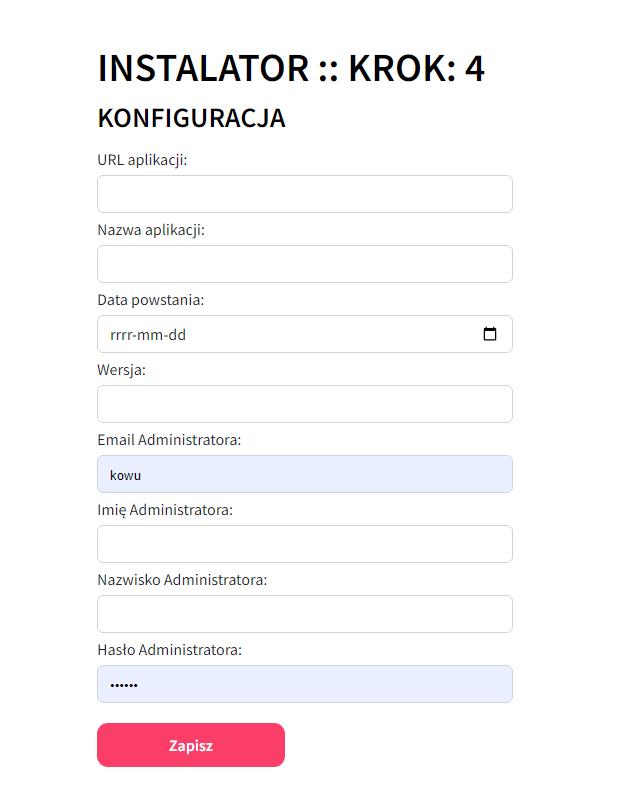 INSTALATOR :: KROK: 4
KONFIGURACJA
URL aplikacji:
Nazwa aplikacji:
Data powstania:
rrrr-mm-dd
Wersja:
Email Administratora:
kowu
Imię Administratora:
Nazwisko Administratora:
Hasło Administratora:
••••••
Zapisz